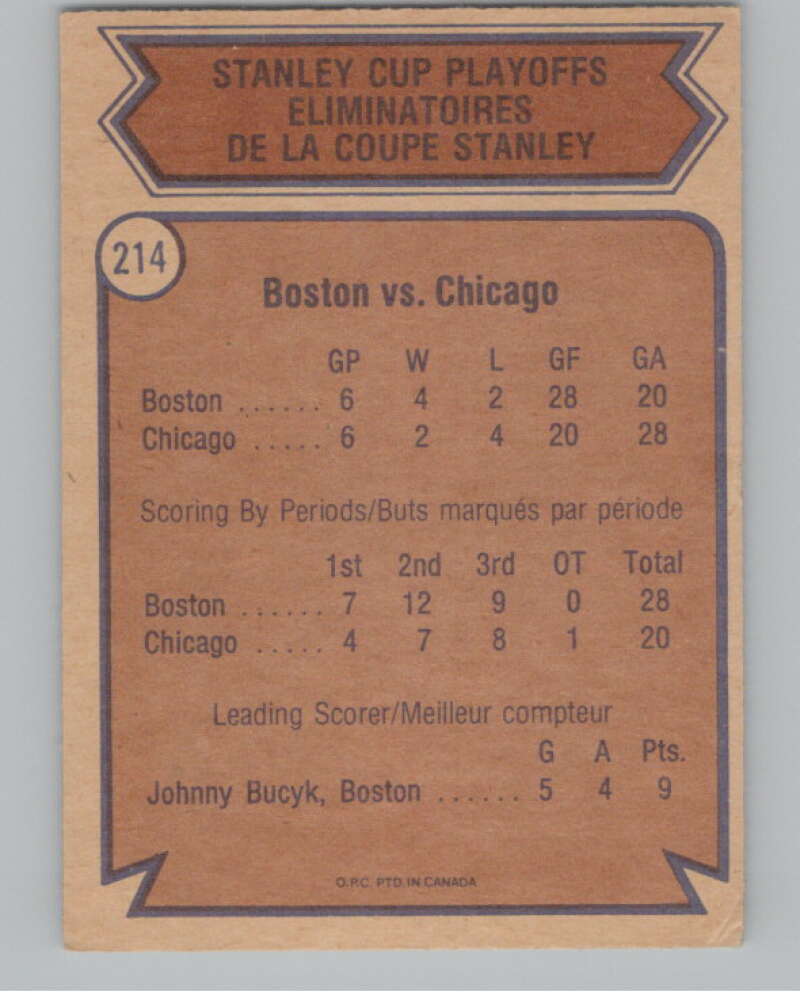 STANLEY CUP PLAYOFFS
ELIMINATOIRES
DE LA COUPE STANLEY
214
Boston vs. Chicago
GP W L GF GA
Boston ...... 6 4 2 28 20
Chicago ..... 6 2 4 20 28
Scoring By Periods/Buts marqués par période
1st 2nd 3rd OT Total
Boston ...... 7 12 9 0 28
Chicago ..... 4 7 8 1 20
Leading Scorer/Meilleur compteur
G A Pts.
Johnny Bucyk, Boston ...... 5 4 9
O.P.C. PTD. IN CANADA